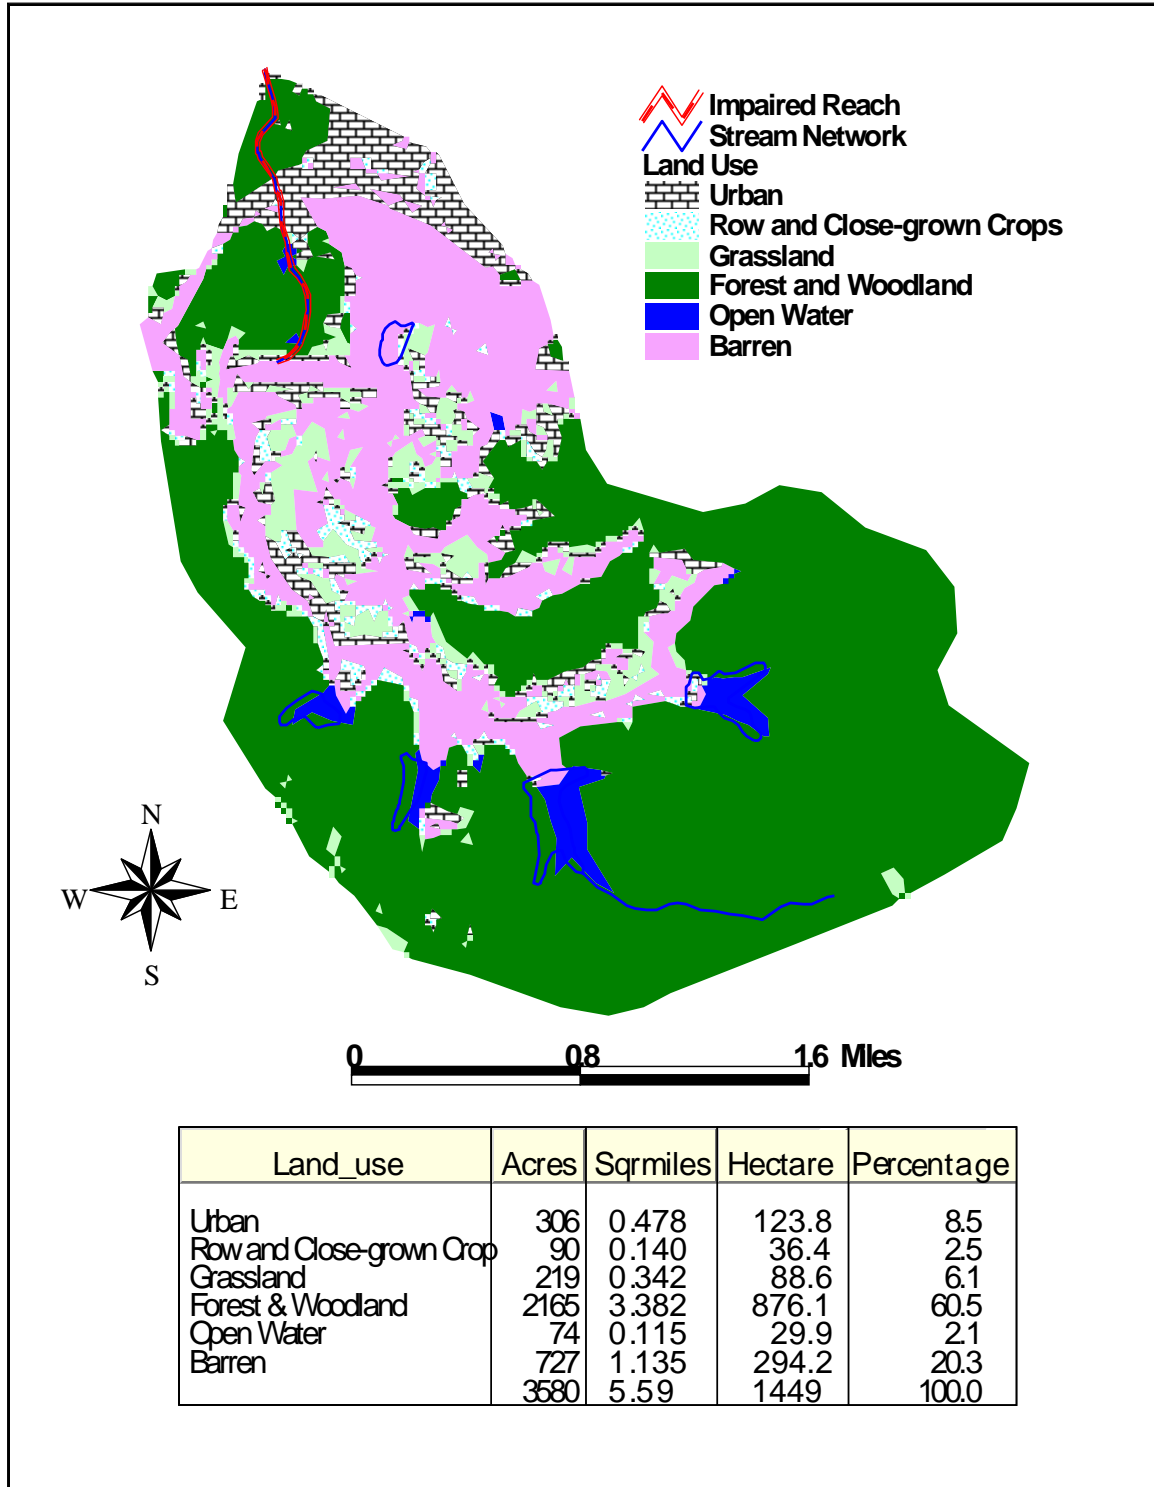 Impaired Reach
Stream Network
Land Use
Urban
Row and Close-grown Crops
Grassland
Forest and Woodland
Open Water
Barren
N
W E
S
0 0.8 1.6 Miles
Land_use Acres Sqrmiles Hectare Percentage
Urban 306 0.478 123.8 8.5
Row and Close-grown Crop 90 0.140 36.4 2.5
Grassland 219 0.342 88.6 6.1
Forest & Woodland 2165 3.382 876.1 60.5
Open Water 74 0.115 29.9 2.1
Barren 727 1.135 294.2 20.3
3580 5.59 1449 100.0